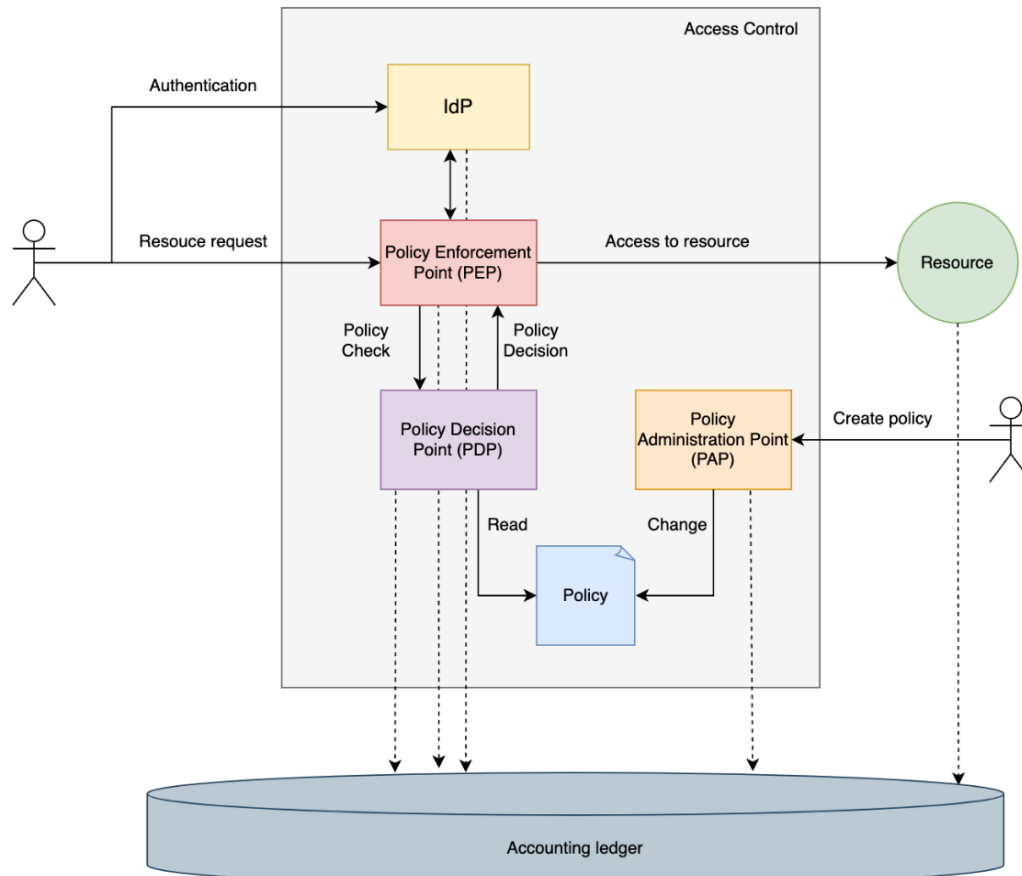 Access Control
Authentication
IdP
Resouce request
Policy Enforcement
Point (PEP)
Access to resource
Resource
Policy
Check
Policy
Decision
Policy Decision
Point (PDP)
Policy
Administration Point
(PAP)
Create policy
Read
Change
Policy
Accounting ledger